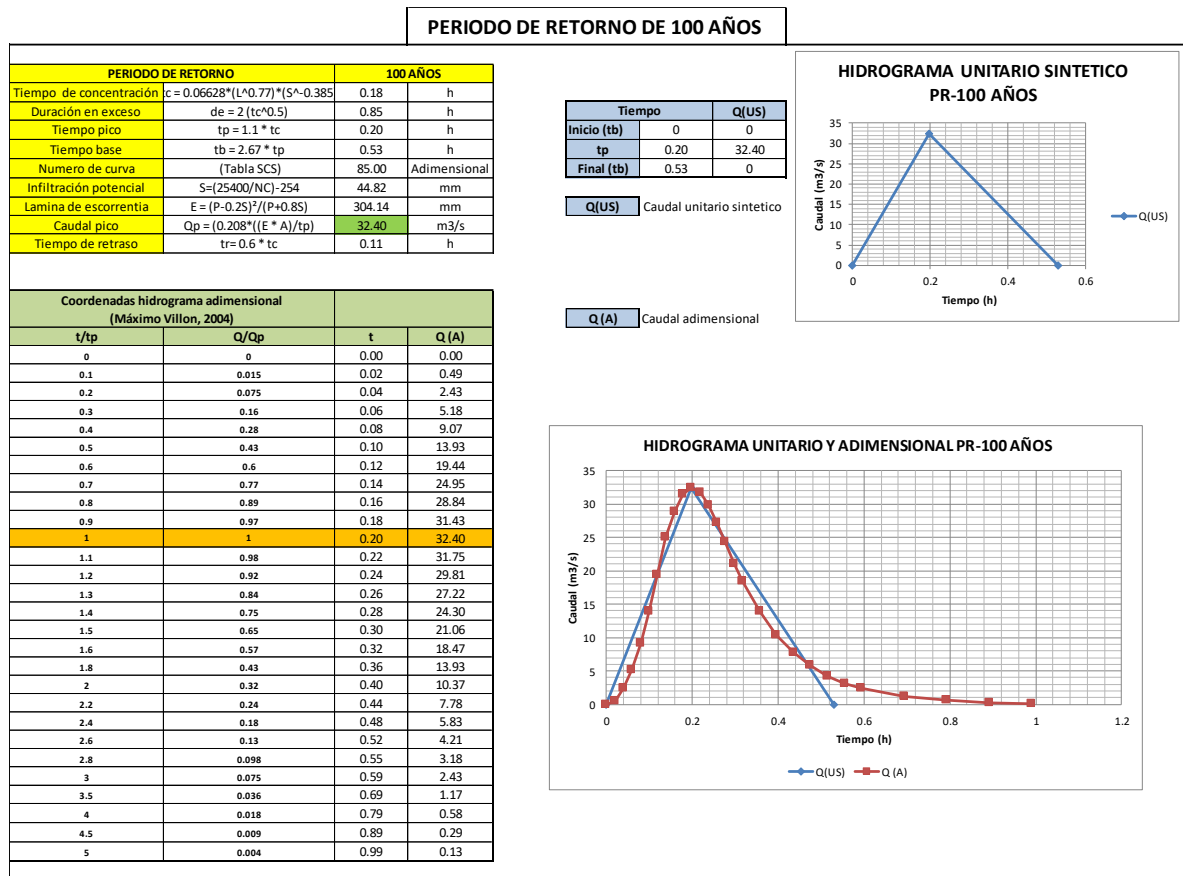 PERIODO DE RETORNO DE 100 AÑOS
PERIODO DE RETORNO 100 AÑOS
Tiempo de concentración tc = 0.06628*(L^0.77)*(S^-0.385 0.18 h
Duración en exceso de = 2 (tc^0.5) 0.85 h
Tiempo pico tp = 1.1 * tc 0.20 h
Tiempo base tb = 2.67 * tp 0.53 h
Numero de curva (Tabla SCS) 85.00 Adimensional
Infiltración potencial S=(25400/NC)-254 44.82 mm
Lamina de escorrentia E = (P-0.2S)²/(P+0.8S) 304.14 mm
Caudal pico Qp = (0.208*((E * A)/tp) 32.40 m3/s
Tiempo de retraso tr= 0.6 * tc 0.11 h
Tiempo Q(US)
Inicio (tb) 0 0
tp 0.20 32.40
Final (tb) 0.53 0
Q(US) Caudal unitario sintetico
Q (A) Caudal adimensional
HIDROGRAMA UNITARIO SINTETICO
PR-100 AÑOS
Caudal (m3/s)
35
30
25
20
15
10
5
0
0 0.2 0.4 0.6
Tiempo (h)
Q(US)
Coordenadas hidrograma adimensional
(Máximo Villon, 2004)
t/tp Q/Qp t Q (A)
0 0 0.00 0.00
0.1 0.015 0.02 0.49
0.2 0.075 0.04 2.43
0.3 0.16 0.06 5.18
0.4 0.28 0.08 9.07
0.5 0.43 0.10 13.93
0.6 0.6 0.12 19.44
0.7 0.77 0.14 24.95
0.8 0.89 0.16 28.84
0.9 0.97 0.18 31.43
1 1 0.20 32.40
1.1 0.98 0.22 31.75
1.2 0.92 0.24 29.81
1.3 0.84 0.26 27.22
1.4 0.75 0.28 24.30
1.5 0.65 0.30 21.06
1.6 0.57 0.32 18.47
1.8 0.43 0.36 13.93
2 0.32 0.40 10.37
2.2 0.24 0.44 7.78
2.4 0.18 0.48 5.83
2.6 0.13 0.52 4.21
2.8 0.098 0.55 3.18
3 0.075 0.59 2.43
3.5 0.036 0.69 1.17
4 0.018 0.79 0.58
4.5 0.009 0.89 0.29
5 0.004 0.99 0.13
HIDROGRAMA UNITARIO Y ADIMENSIONAL PR-100 AÑOS
Caudal (m3/s)
35
30
25
20
15
10
5
0
0 0.2 0.4 0.6 0.8 1 1.2
Tiempo (h)
Q(US) Q (A)